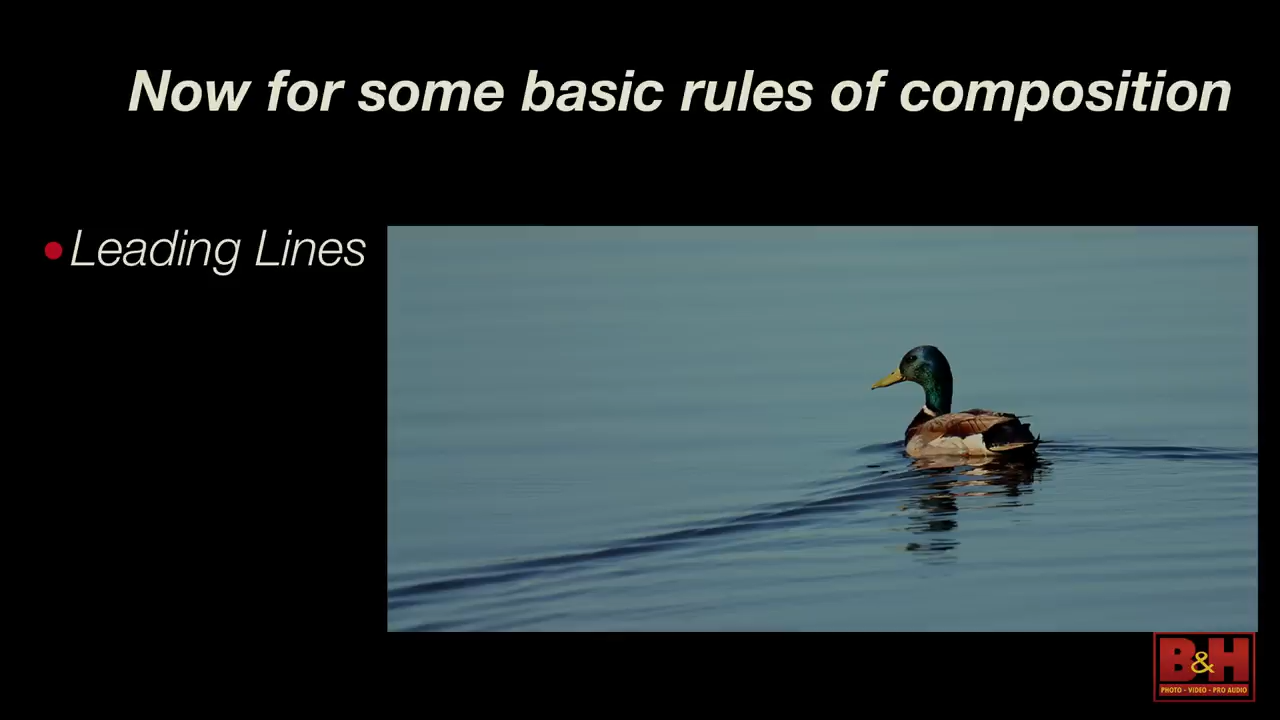 Now for some basic rules of composition
Leading Lines
B&H
PHOTO - VIDEO - PRO AUDIO